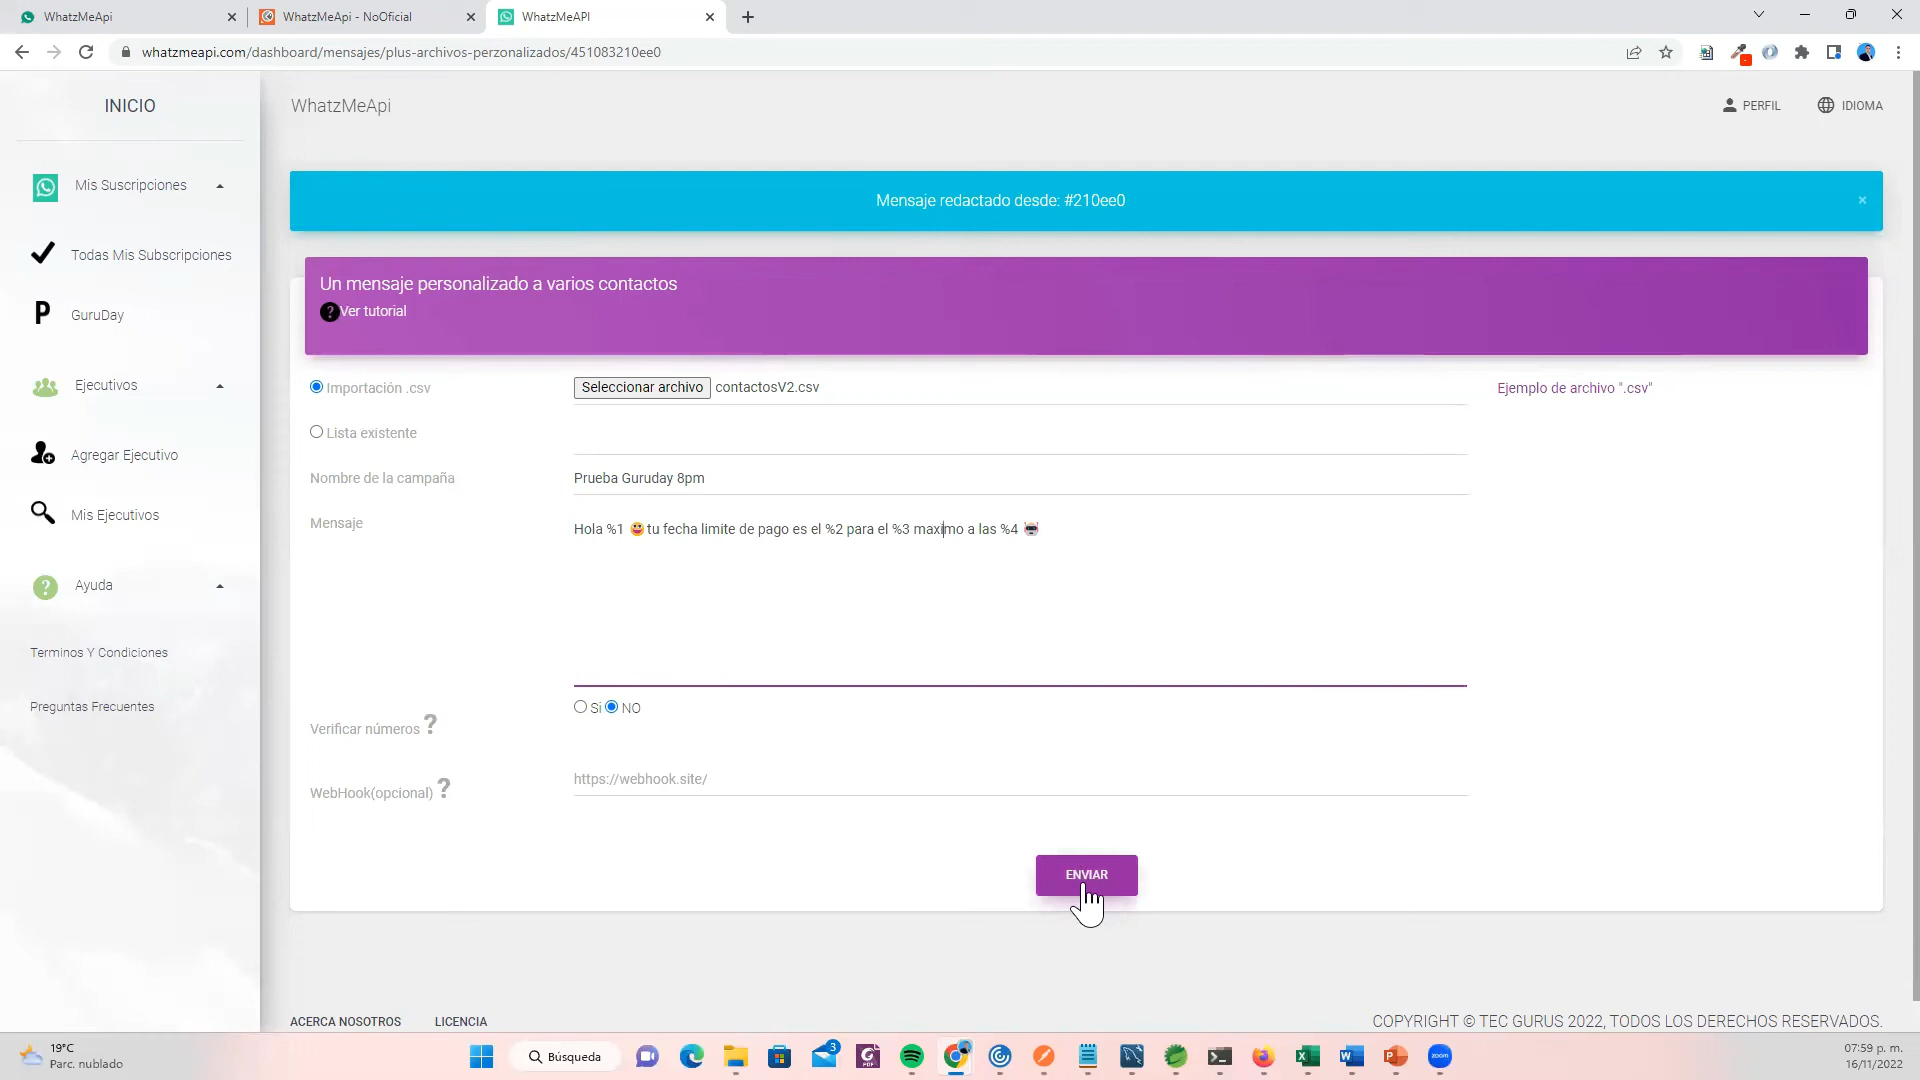 WhatzMeApi
WhatzMeApi - NoOficial
WhatzMeAPI
whatzmeapi.com/dashboard/mensajes/plus-archivos-perzonalizados/451083210ee0
INICIO
WhatzMeApi
PERFIL
IDIOMA
Mis Suscripciones
Todas Mis Subscripciones
GuruDay
Ejecutivos
Agregar Ejecutivo
Mis Ejecutivos
Ayuda
Terminos Y Condiciones
Preguntas Frecuentes
Mensaje redactado desde: #210ee0
×
Un mensaje personalizado a varios contactos
? Ver tutorial
Importación .csv
Seleccionar archivo contactosV2.csv
Ejemplo de archivo ".csv"
Lista existente
Nombre de la campaña
Prueba Guruday 8pm
Mensaje
Hola %1 😀 tu fecha limite de pago es el %2 para el %3 maximo a las %4 🤖
Si NO
Verificar números ?
https://webhook.site/
WebHook(opcional) ?
ENVIAR
ACERCA NOSOTROS
LICENCIA
COPYRIGHT © TEC GURUS 2022, TODOS LOS DERECHOS RESERVADOS.
19°C
Parc. nublado
Búsqueda
3
zoom
07:59 p. m.
16/11/2022